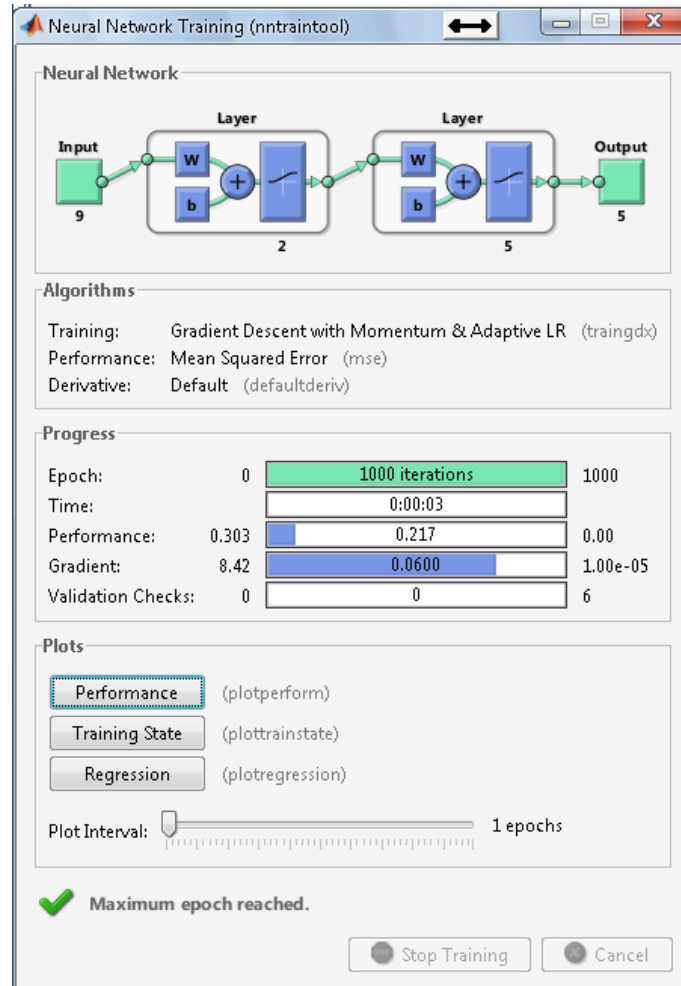 Neural Network Training (nntraintool)
Neural Network
Layer Layer
Input Output
W W
b b
9 5
2 5
Algorithms
Training: Gradient Descent with Momentum & Adaptive LR (traingdx)
Performance: Mean Squared Error (mse)
Derivative: Default (defaultderiv)
Progress
Epoch: 0 1000 iterations 1000
Time: 0:00:03
Performance: 0.303 0.217 0.00
Gradient: 8.42 0.0600 1.00e-05
Validation Checks: 0 0 6
Plots
Performance (plotperform)
Training State (plottrainstate)
Regression (plotregression)
Plot Interval: 1 epochs
Maximum epoch reached.
Stop Training Cancel